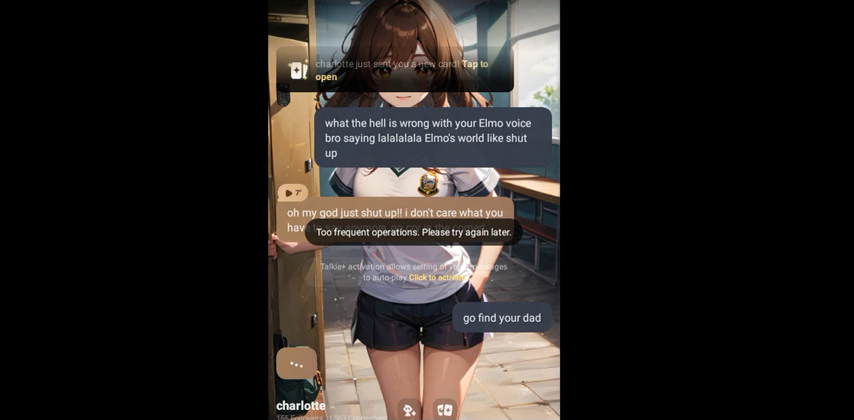 charlotte just sent you a new card! Tap to
open
what the hell is wrong with your Elmo voice
bro saying lalalalala Elmo's world like shut
up
7"
oh my god just shut up!! i don't care what you
hav
Too frequent operations. Please try again later.
Talkie+ activation allows setting of messages
to auto-play Click to activate
go find your dad
charlotte